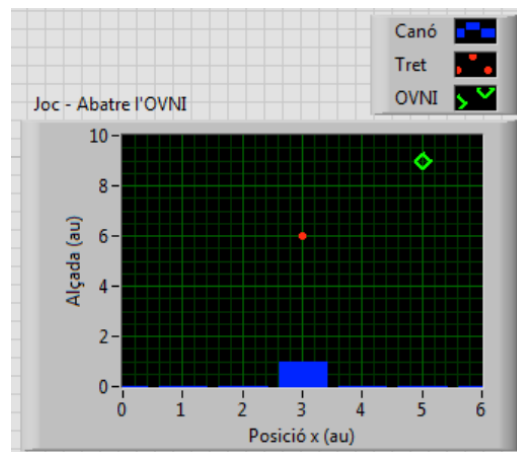 Canó
Tret
OVNI
Joc - Abatre l'OVNI
10
8
6
4
2
0
Alçada (au)
0 1 2 3 4 5 6
Posició x (au)